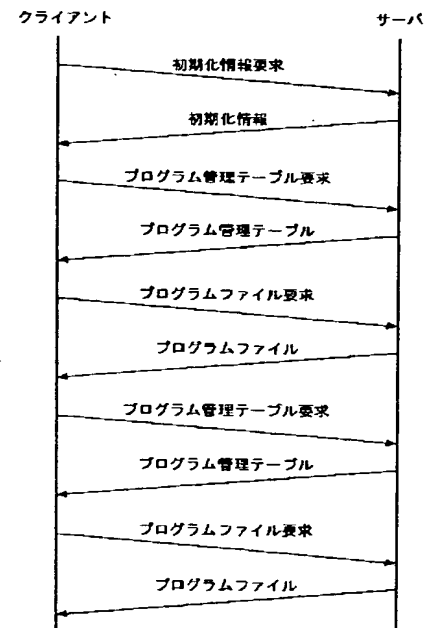 クライアント
サーバ
初期化情報要求
初期化情報
プログラム管理テーブル要求
プログラム管理テーブル
プログラムファイル要求
プログラムファイル
プログラム管理テーブル要求
プログラム管理テーブル
プログラムファイル要求
プログラムファイル